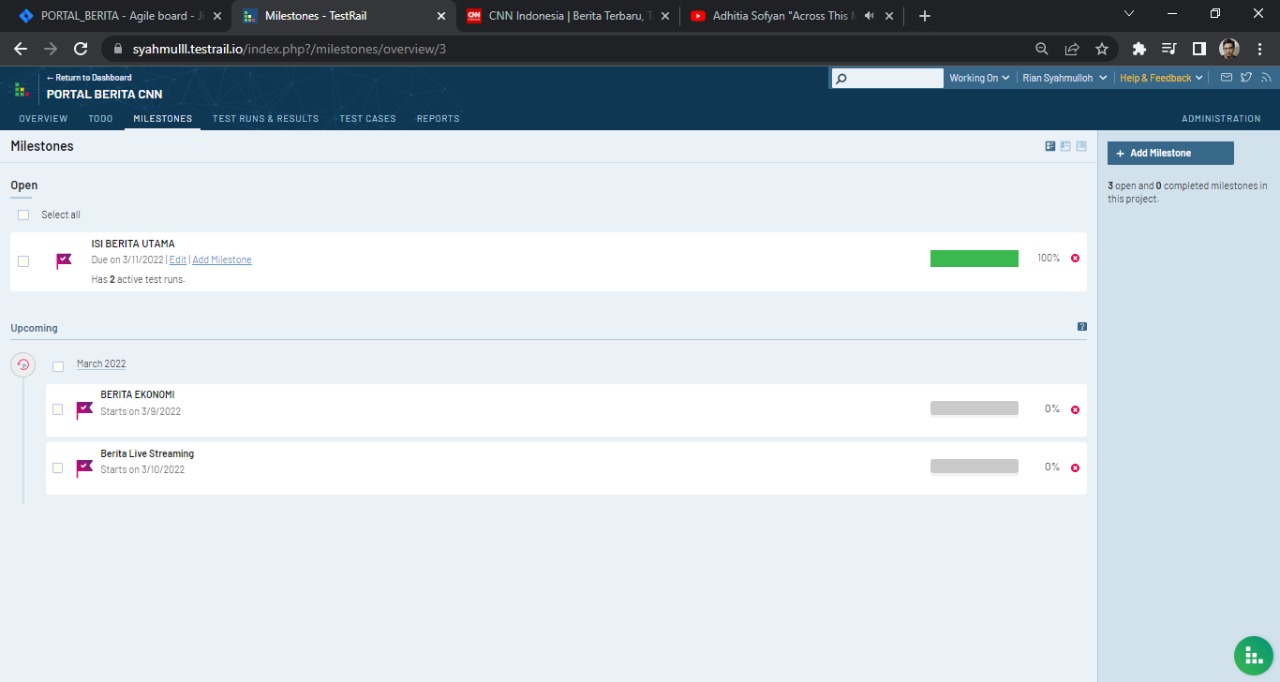 PORTAL_BERITA - Agile board - Ji
Milestones - TestRail
CNN Indonesia | Berita Terbaru, T
Adhitia Sofyan "Across This M
syahmulll.testrail.io/index.php?/milestones/overview/3
← Return to Dashboard
PORTAL BERITA CNN
Working On
Rian Syahmulloh
Help & Feedback
OVERVIEW TODO MILESTONES TEST RUNS & RESULTS TEST CASES REPORTS ADMINISTRATION
Milestones
+ Add Milestone
3 open and 0 completed milestones in
this project.
Open
Select all
ISI BERITA UTAMA
Due on 3/11/2022 | Edit | Add Milestone
Has 2 active test runs.
100%
Upcoming
?
March 2022
BERITA EKONOMI
Starts on 3/9/2022
0%
Berita Live Streaming
Starts on 3/10/2022
0%